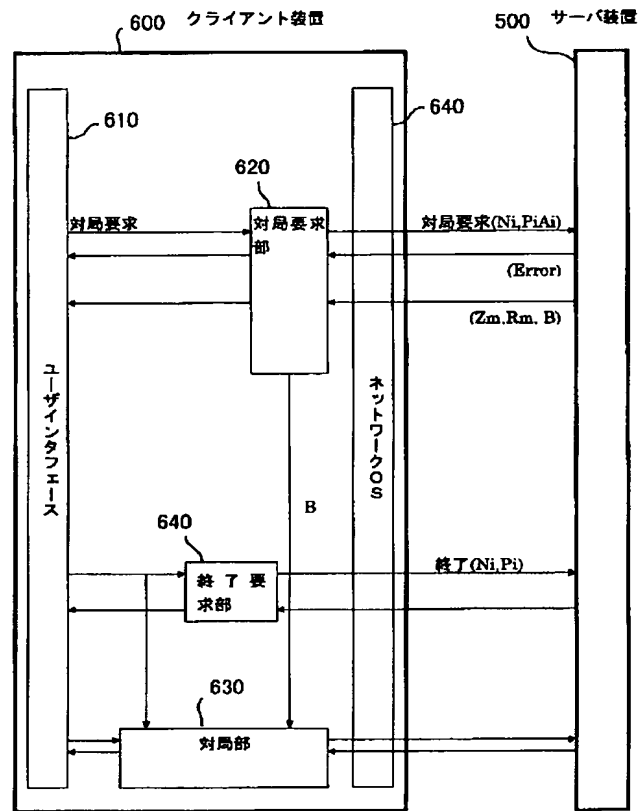 600 クライアント装置
500 サーバ装置
610
640
620
対局要求
対局要求
部
対局要求(Ni,PiAi)
(Error)
(Zm,Rm, B)
ユーザインタフェース
ネットワークOS
B
640
終了要
求部
終了(Ni,Pi)
630
対局部